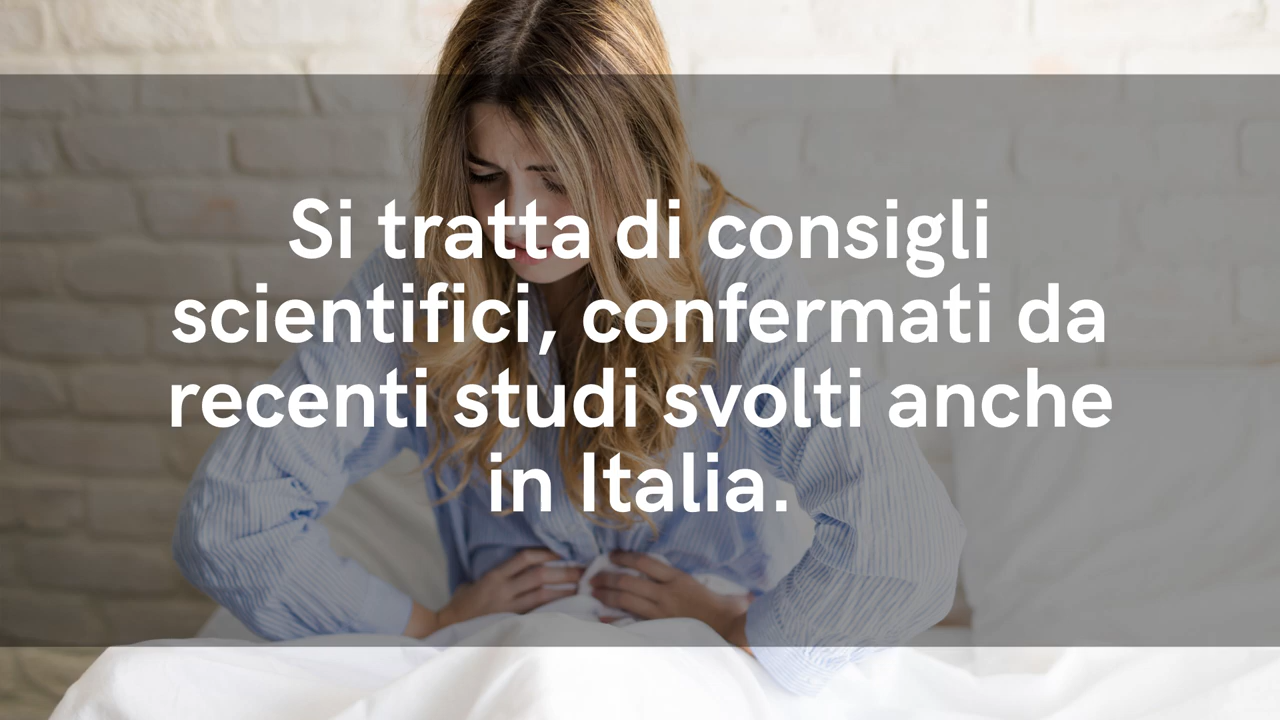 Si tratta di consigli
scientifici, confermati da
recenti studi svolti anche
in Italia.